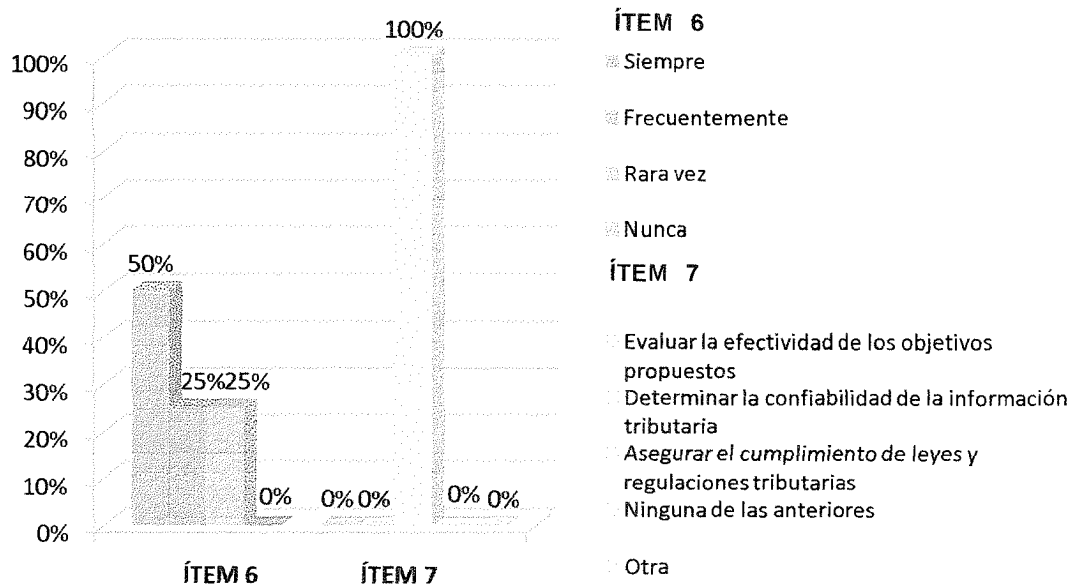 100%
90%
80%
70%
60%
50%
40%
30%
20%
10%
0%
50%
25% 25%
0%
0% 0%
100%
0% 0%
ÍTEM 6
ÍTEM 7
ÍTEM 6
Siempre
Frecuentemente
Rara vez
Nunca
ÍTEM 7
Evaluar la efectividad de los objetivos
propuestos
Determinar la confiabilidad de la información
tributaria
Asegurar el cumplimiento de leyes y
regulaciones tributarias
Ninguna de las anteriores
Otra